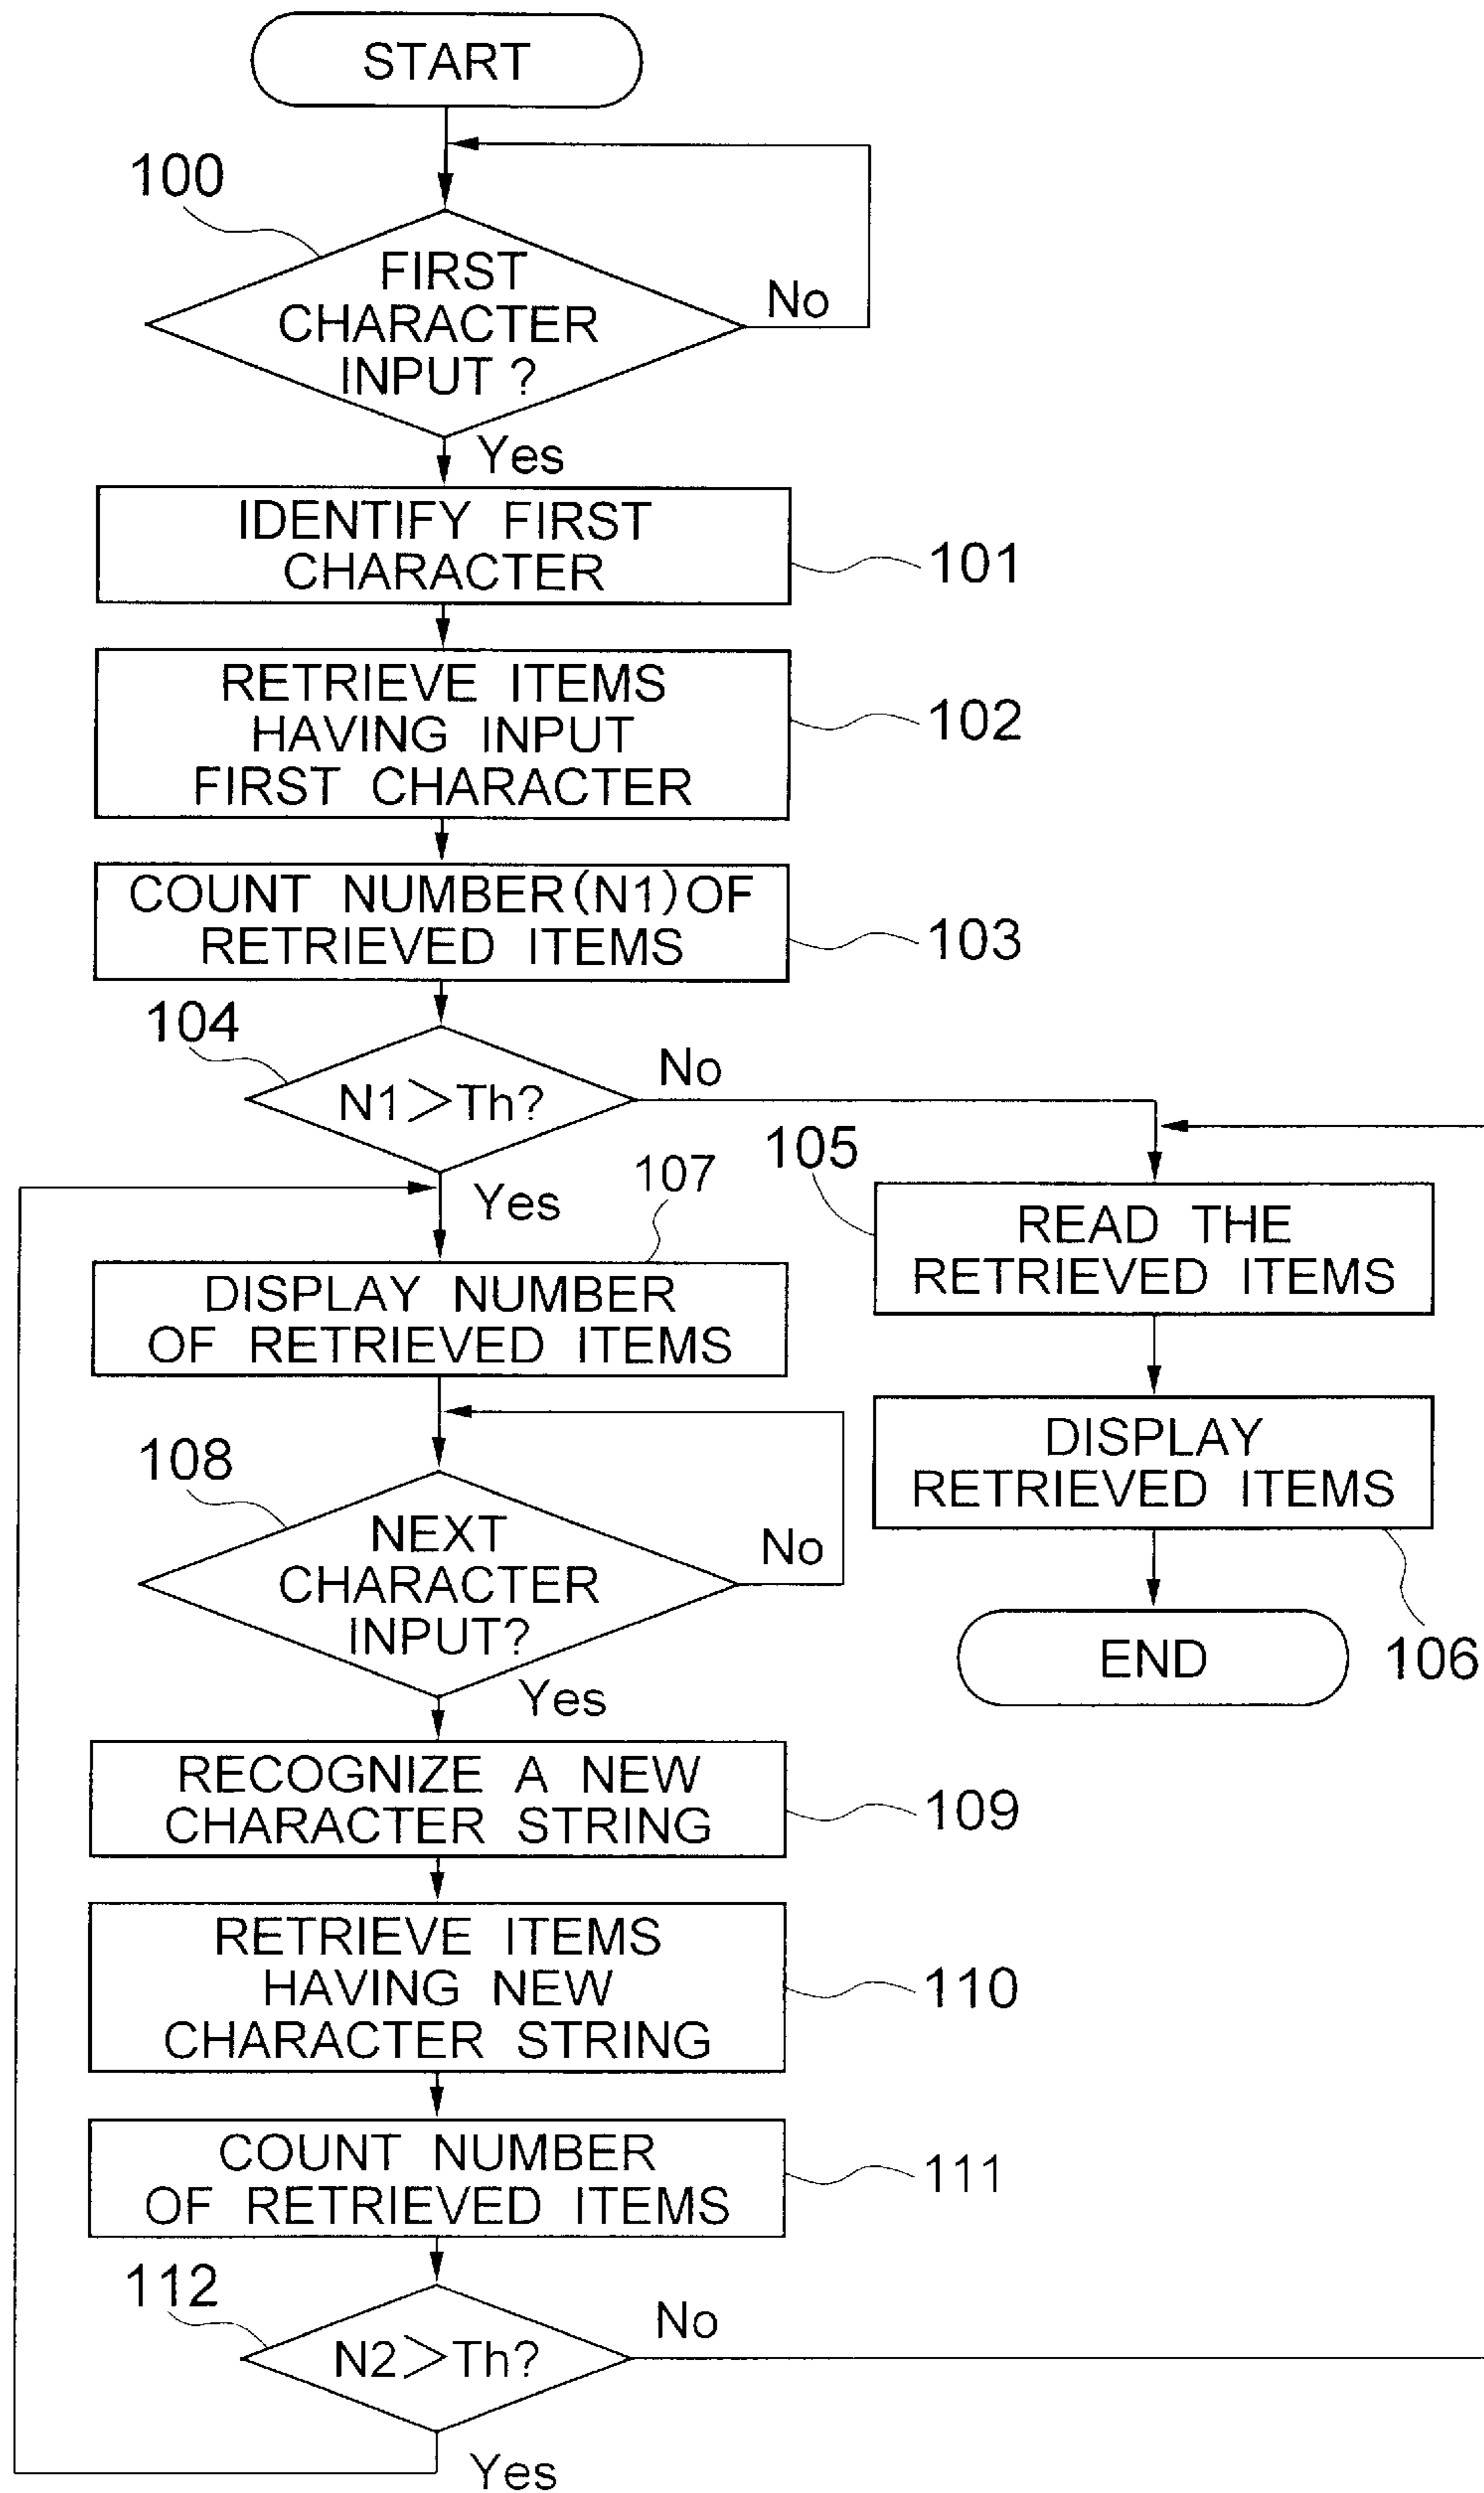 START
100
FIRST
CHARACTER
INPUT ?
No
Yes
IDENTIFY FIRST
CHARACTER
101
RETRIEVE ITEMS
HAVING INPUT
FIRST CHARACTER
102
COUNT NUMBER(N1)OF
RETRIEVED ITEMS
103
104
N1>Th?
No
Yes
105
READ THE
RETRIEVED ITEMS
107
DISPLAY NUMBER
OF RETRIEVED ITEMS
DISPLAY
RETRIEVED ITEMS
106
END
108
NEXT
CHARACTER
INPUT?
No
Yes
RECOGNIZE A NEW
CHARACTER STRING
109
RETRIEVE ITEMS
HAVING NEW
CHARACTER STRING
110
COUNT NUMBER
OF RETRIEVED ITEMS
111
112
N2>Th?
No
Yes